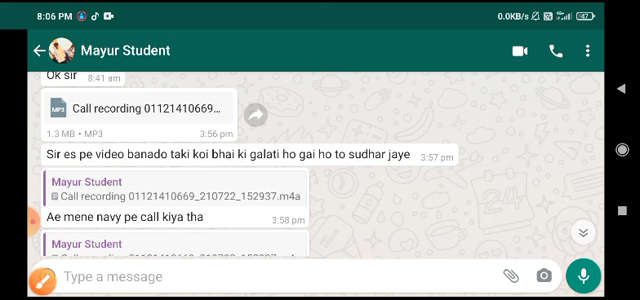 8:06 PM
0.0KB/s
47
Mayur Student
Ok sir 8:41 am
MP3
Call recording 01121410669...
1.3 MB • MP3 3:56 pm
Sir es pe video banado taki koi bhai ki galati ho gai ho to sudhar jaye 3:57 pm
Mayur Student
Call recording 01121410669_210722_152937.m4a
Ae mene navy pe call kiya tha 3:58 pm
Mayur Student
Type a message